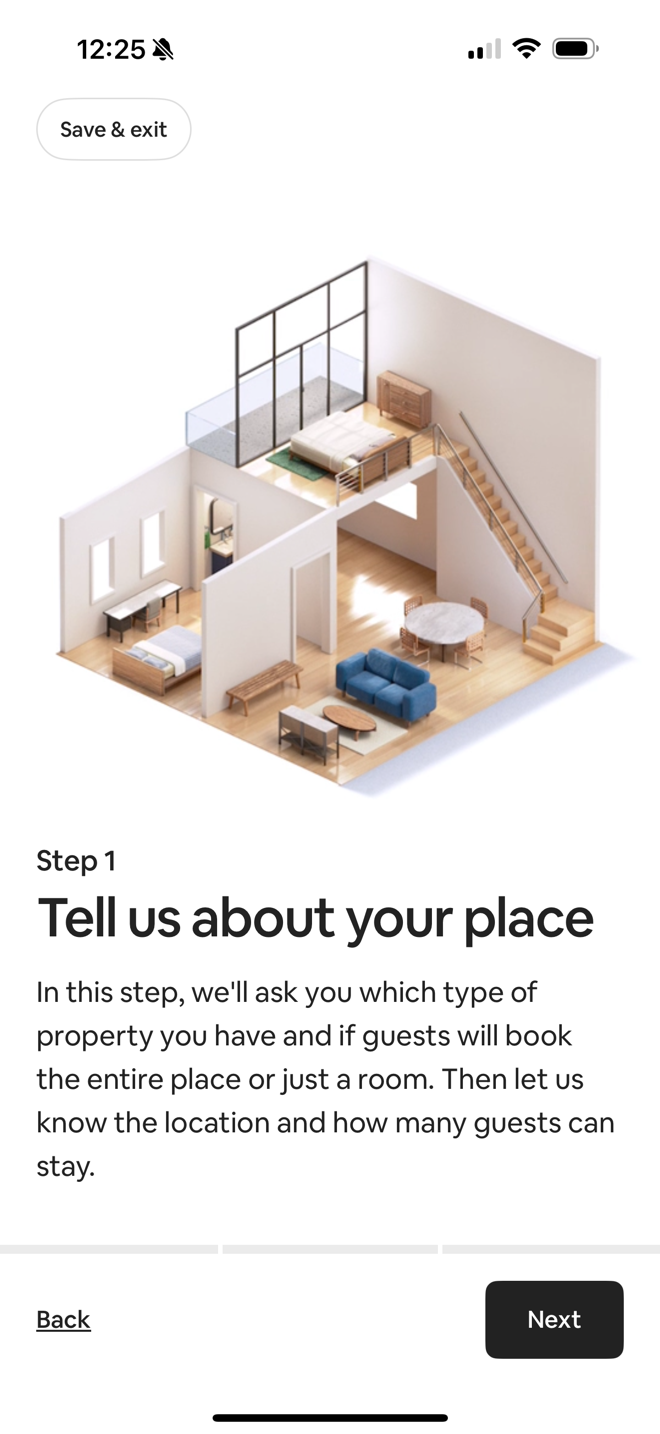 12:25
Save & exit
Step 1
Tell us about your place
In this step, we'll ask you which type of
property you have and if guests will book
the entire place or just a room. Then let us
know the location and how many guests can
stay.
Back
Next